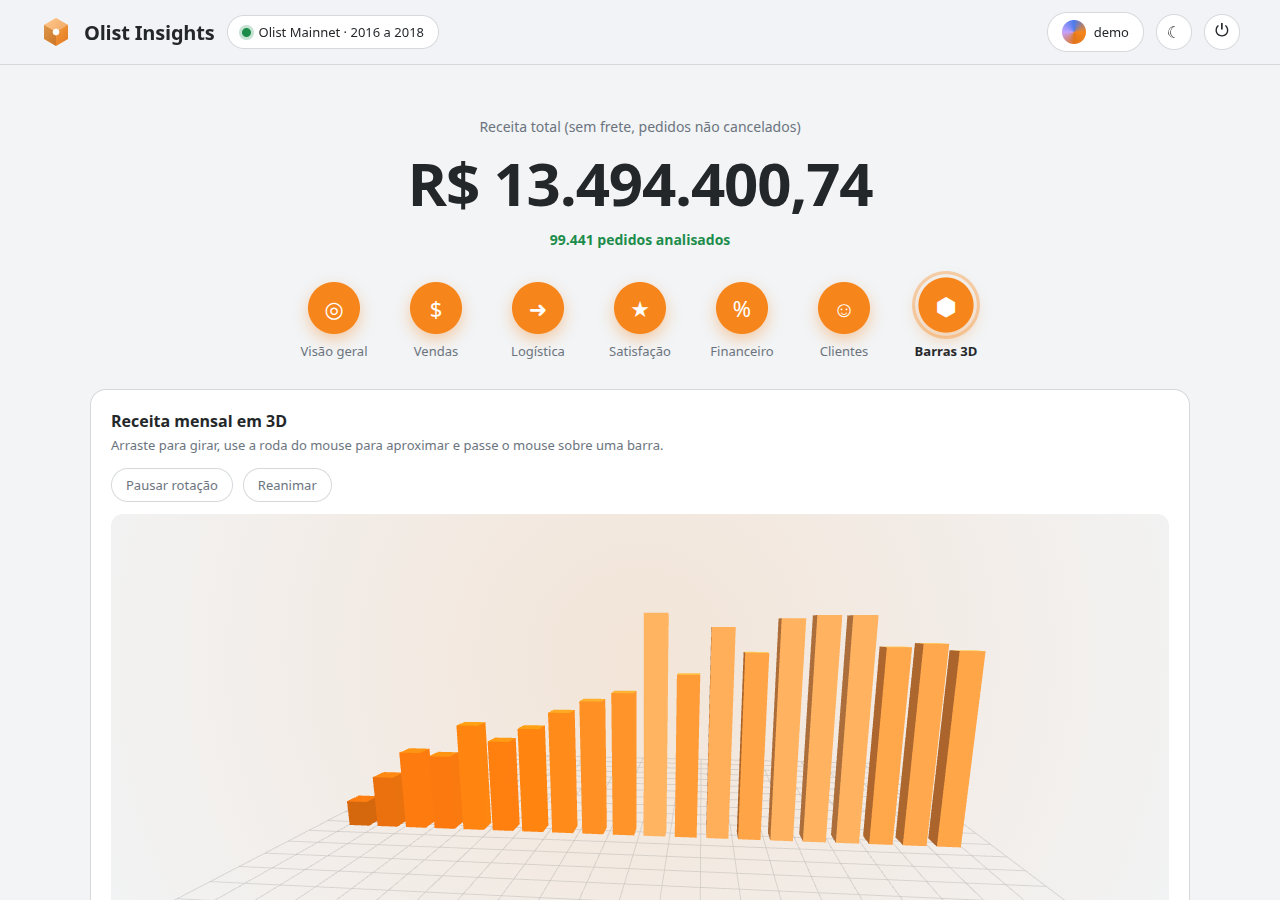 Olist Insights
Olist Mainnet · 2016 a 2018
demo
Receita total (sem frete, pedidos não cancelados)
R$ 13.494.400,74
99.441 pedidos analisados
$
%
Visão geral
Vendas
Logística
Satisfação
Financeiro
Clientes
Barras 3D
Receita mensal em 3D
Arraste para girar, use a roda do mouse para aproximar e passe o mouse sobre uma barra.
Pausar rotação
Reanimar